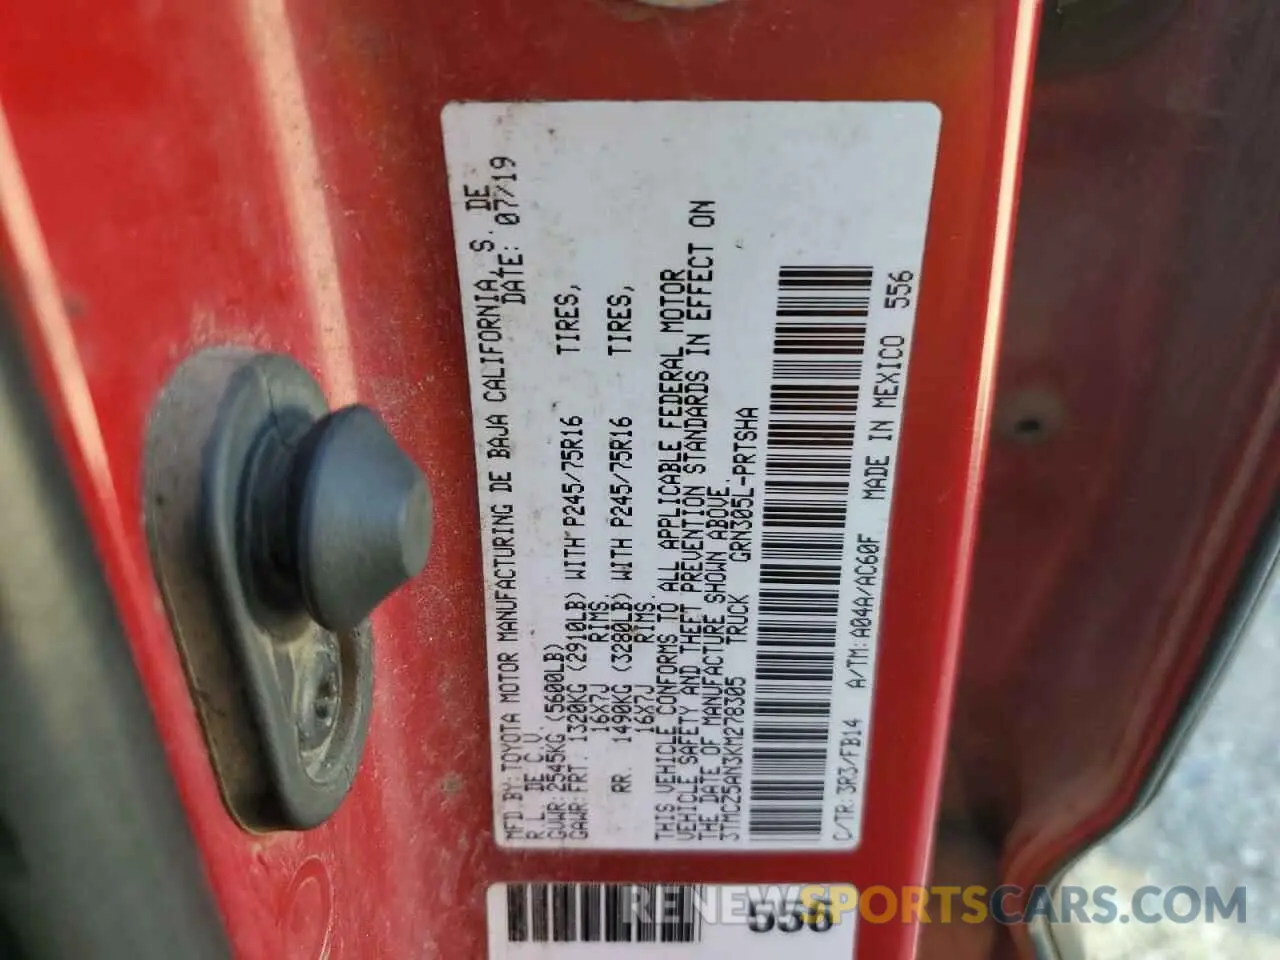 MFD.BY:TOYOTA MOTOR MANUFACTURING DE BAJA CALIFORNIA, S. DE
R.L. DE C.V. DATE: 07/19
GVWR:2545KG (5600LB)
GAWR:FRT. 1320KG (2910LB) WITH P245/75R16 TIRES,
16X7J RIMS
RR. 1490KG (3280LB) WITH P245/75R16 TIRES,
16X7J RIMS.
THIS VEHICLE CONFORMS TO ALL APPLICABLE FEDERAL MOTOR
VEHICLE SAFETY AND THEFT PREVENTION STANDARDS IN EFFECT ON
THE DATE OF MANUFACTURE SHOWN ABOVE.
3TMCZ5AN3KM278305 TRUCK GRN305L-PRTSHA
C/TR:3R3/FB14 A/TM:A04A/AC60F MADE IN MEXICO 556
556
RENEWSPORTSCARS.COM